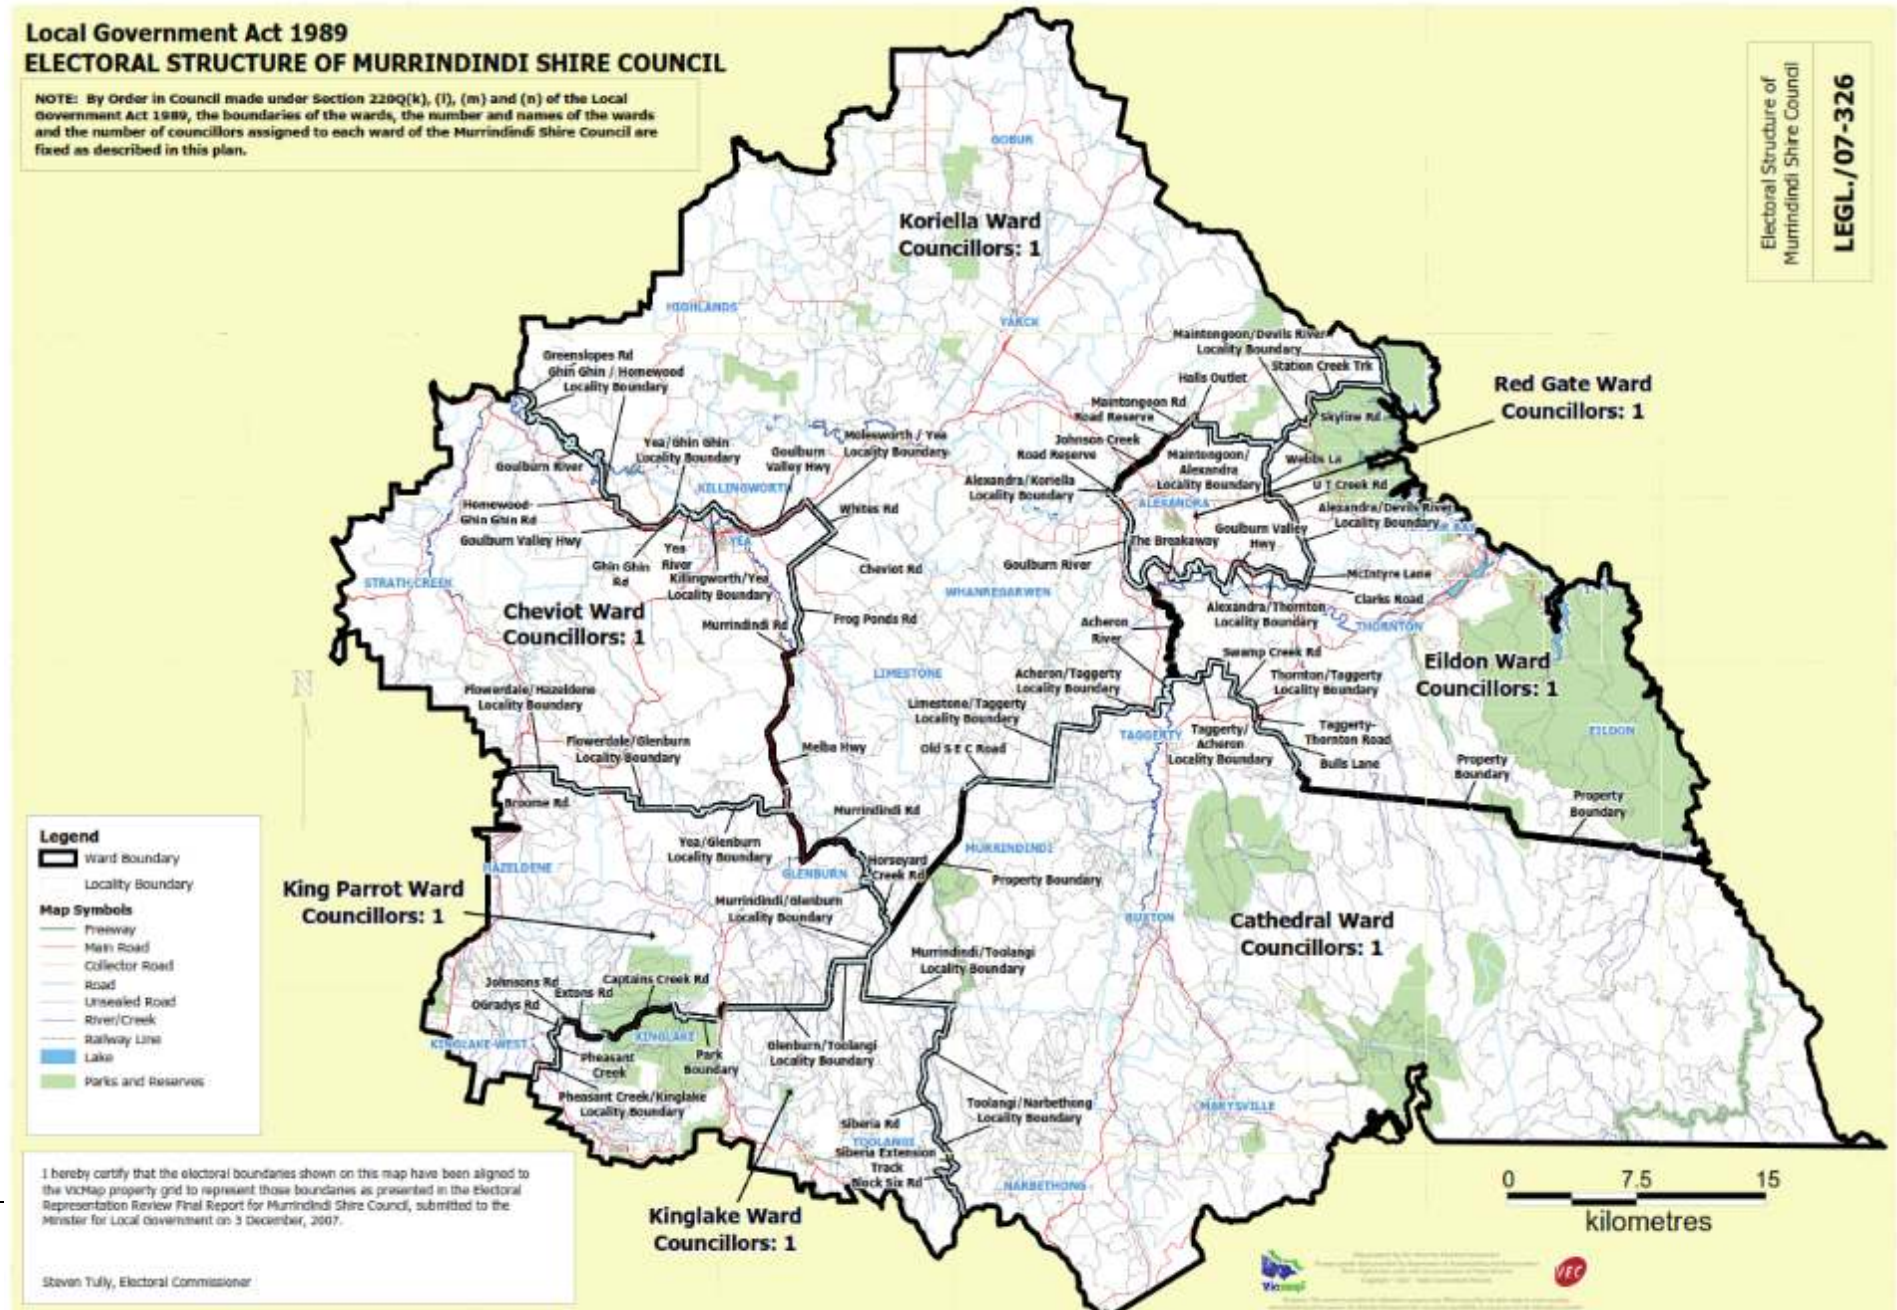 Local Government Act 1989
ELECTORAL STRUCTURE OF MURRINDINDI SHIRE COUNCIL
NOTE: By Order in Council made under Section 220Q(k), (l), (m) and (n) of the Local
Government Act 1989, the boundaries of the wards, the number and names of the wards
and the number of councillors assigned to each ward of the Murrindindi Shire Council are
fixed as described in this plan.
Electoral Structure of
Murrindindi Shire Council
LEGL./07-326
GOBUR
Koriella Ward
Councillors: 1
HIGHLANDS
YARCK
Maintongoon/Devils River
Locality Boundary
Station Creek Trk
Halls Outlet
Red Gate Ward
Councillors: 1
Greenslopes Rd
Ghin Ghin / Homewood
Locality Boundary
Maintongoon Rd
Road Reserve
Skyline Rd
Johnson Creek
Road Reserve
Molesworth / Yea
Locality Boundary
Yea/Ghin Ghin
Locality Boundary
Goulburn
Valley Hwy
Goulburn River
Maintongoon/
Alexandra
Locality Boundary
Webbs La
U T Creek Rd
KILLINGWORTH
Alexandra/Koriella
Locality Boundary
ALEXANDRA
Alexandra/Devils River
Locality Boundary
Homewood-
Ghin Ghin Rd
Whites Rd
Goulburn Valley
Hwy
The Breakaway
Goulburn Valley Hwy
YEA
Yea
River
Ghin Ghin
Rd
Killingworth/Yea
Locality Boundary
Cheviot Rd
Goulburn River
McIntyre Lane
Clarks Road
STRATH CREEK
WHANREGARWEN
Cheviot Ward
Councillors: 1
Murrindindi Rd
Frog Ponds Rd
Acheron
River
Alexandra/Thornton
Locality Boundary
THORNTON
Swamp Creek Rd
Eildon Ward
Councillors: 1
LIMESTONE
Acheron/Taggerty
Locality Boundary
Thornton/Taggerty
Locality Boundary
Flowerdale/Hazeldene
Locality Boundary
Limestone/Taggerty
Locality Boundary
Flowerdale/Glenburn
Locality Boundary
Melba Hwy
Old S E C Road
TAGGERTY
Taggerty/
Acheron
Locality Boundary
Taggerty-
Thornton Road
Bulls Lane
EILDON
Property
Boundary
Property
Boundary
Broome Rd
Murrindindi Rd
Yea/Glenburn
Locality Boundary
MURRINDINDI
HAZELDENE
GLENBURN
Horseyard
Creek Rd
Property Boundary
King Parrot Ward
Councillors: 1
Murrindindi/Glenburn
Locality Boundary
BUXTON
Cathedral Ward
Councillors: 1
Murrindindi/Toolangi
Locality Boundary
Johnsons Rd
Extons Rd
Captains Creek Rd
OGradys Rd
KINGLAKE WEST
KINGLAKE
Pheasant
Creek
Park
Boundary
Glenburn/Toolangi
Locality Boundary
Pheasant Creek/Kinglake
Locality Boundary
Siberia Rd
TOOLANGI
Siberia Extension
Track
Block Six Rd
Toolangi/Narbethong
Locality Boundary
MARYSVILLE
NARBETHONG
Kinglake Ward
Councillors: 1
Legend
Ward Boundary
Locality Boundary
Map Symbols
Freeway
Main Road
Collector Road
Road
Unsealed Road
River/Creek
Railway Line
Lake
Parks and Reserves
I hereby certify that the electoral boundaries shown on this map have been aligned to
the VicMap property grid to represent those boundaries as presented in the Electoral
Representation Review Final Report for Murrindindi Shire Council, submitted to the
Minister for Local Government on 3 December, 2007.
Steven Tully, Electoral Commissioner
0 7.5 15
kilometres
Vicmap
VEC